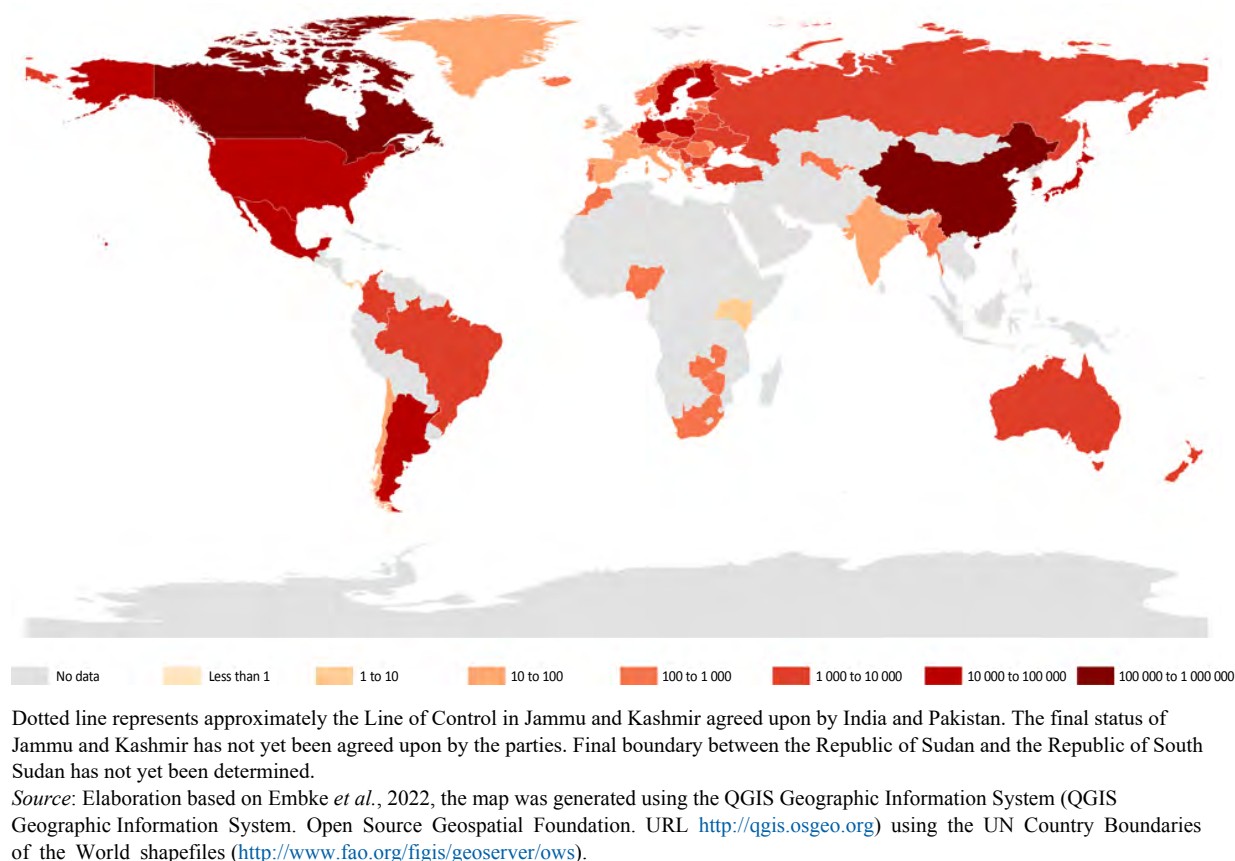 No data
Less than 1
1 to 10
10 to 100
100 to 1 000
1 000 to 10 000
10 000 to 100 000
100 000 to 1 000 000
Dotted line represents approximately the Line of Control in Jammu and Kashmir agreed upon by India and Pakistan. The final status of
Jammu and Kashmir has not yet been agreed upon by the parties. Final boundary between the Republic of Sudan and the Republic of South
Sudan has not yet been determined.
Source: Elaboration based on Embke et al., 2022, the map was generated using the QGIS Geographic Information System (QGIS
Geographic Information System. Open Source Geospatial Foundation. URL http://qgis.osgeo.org) using the UN Country Boundaries
of the World shapefiles (http://www.fao.org/figis/geoserver/ows).